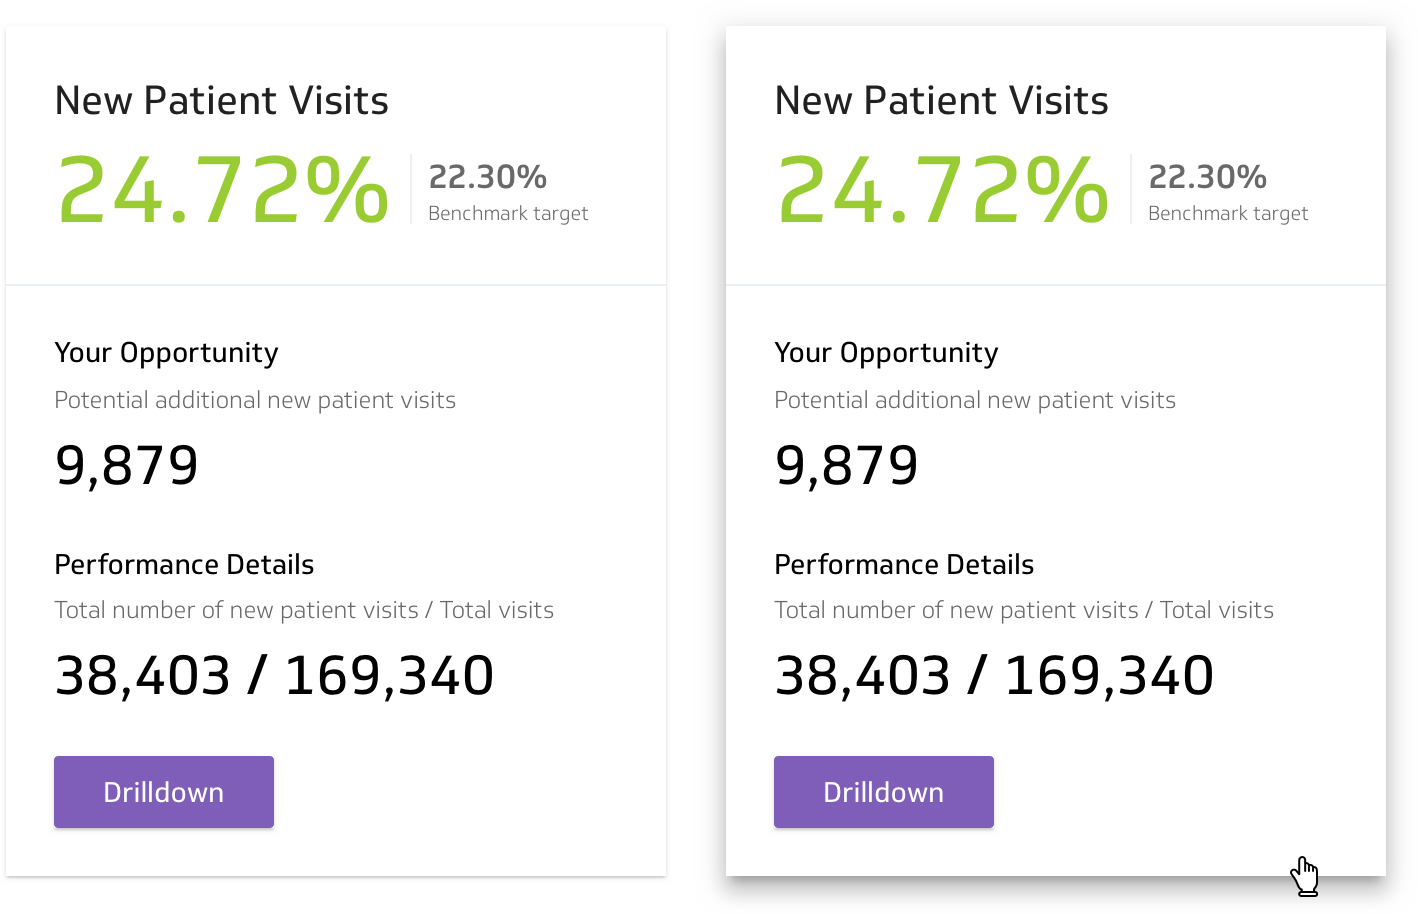 New Patient Visits
24.72%
22.30%
Benchmark target
Your Opportunity
Potential additional new patient visits
9,879
Performance Details
Total number of new patient visits / Total visits
38,403 / 169,340
Drilldown
New Patient Visits
24.72%
22.30%
Benchmark target
Your Opportunity
Potential additional new patient visits
9,879
Performance Details
Total number of new patient visits / Total visits
38,403 / 169,340
Drilldown